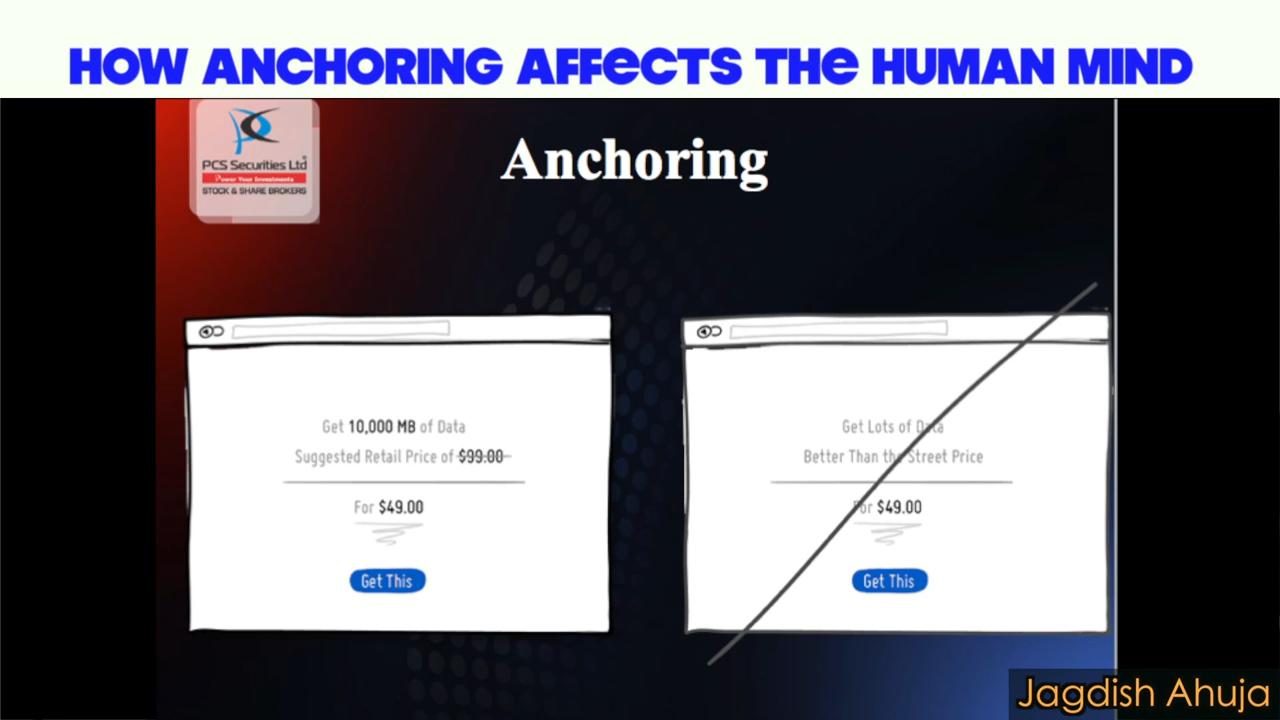 HOW ANCHORING AFFECTS THE HUMAN MIND
PCS Securities Ltd
Power Your Investments
STOCK & SHARE BROKERS
Anchoring
Get 10,000 MB of Data
Suggested Retail Price of $99.00
For $49.00
Get This
Get Lots of Data
Better Than the Street Price
For $49.00
Get This
Jagdish Ahuja